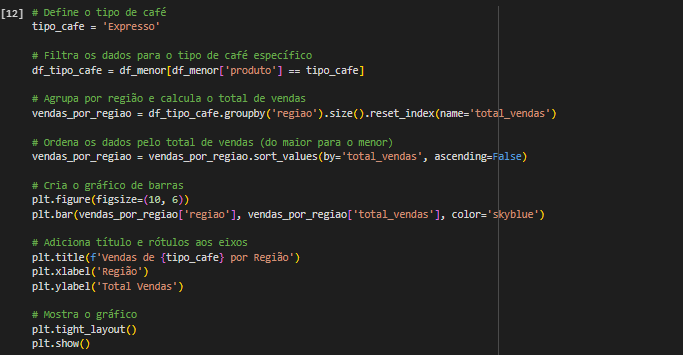 [12] # Define o tipo de café
tipo_cafe = 'Expresso'
# Filtra os dados para o tipo de café específico
df_tipo_cafe = df_menor[df_menor['produto'] == tipo_cafe]
# Agrupa por região e calcula o total de vendas
vendas_por_regiao = df_tipo_cafe.groupby('regiao').size().reset_index(name='total_vendas')
# Ordena os dados pelo total de vendas (do maior para o menor)
vendas_por_regiao = vendas_por_regiao.sort_values(by='total_vendas', ascending=False)
# Cria o gráfico de barras
plt.figure(figsize=(10, 6))
plt.bar(vendas_por_regiao['regiao'], vendas_por_regiao['total_vendas'], color='skyblue')
# Adiciona título e rótulos aos eixos
plt.title(f'Vendas de {tipo_cafe} por Região')
plt.xlabel('Região')
plt.ylabel('Total Vendas')
# Mostra o gráfico
plt.tight_layout()
plt.show()